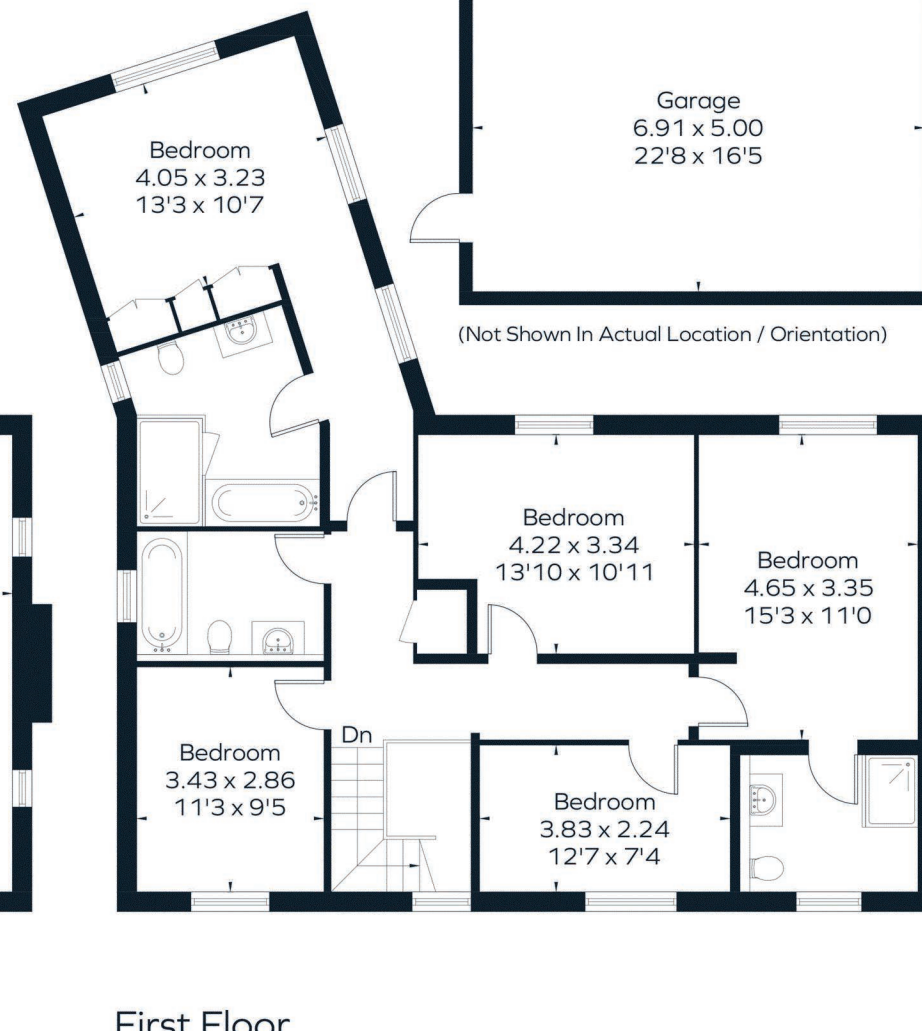 Garage
6.91 x 5.00
22'8 x 16'5
(Not Shown In Actual Location / Orientation)
Bedroom
4.05 x 3.23
13'3 x 10'7
Bedroom
4.22 x 3.34
13'10 x 10'11
Bedroom
4.65 x 3.35
15'3 x 11'0
Dn
Bedroom
3.43 x 2.86
11'3 x 9'5
Bedroom
3.83 x 2.24
12'7 x 7'4
First Floor